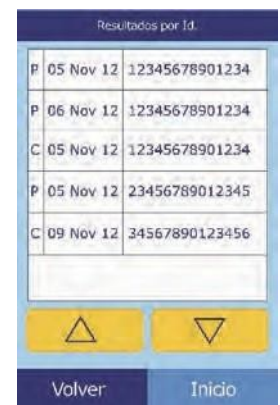 Resultados por Id.
P 05 Nov 12 12345678901234
P 06 Nov 12 12345678901234
C 05 Nov 12 12345678901234
P 05 Nov 12 23456789012345
C 09 Nov 12 34567890123456
Volver Inicio